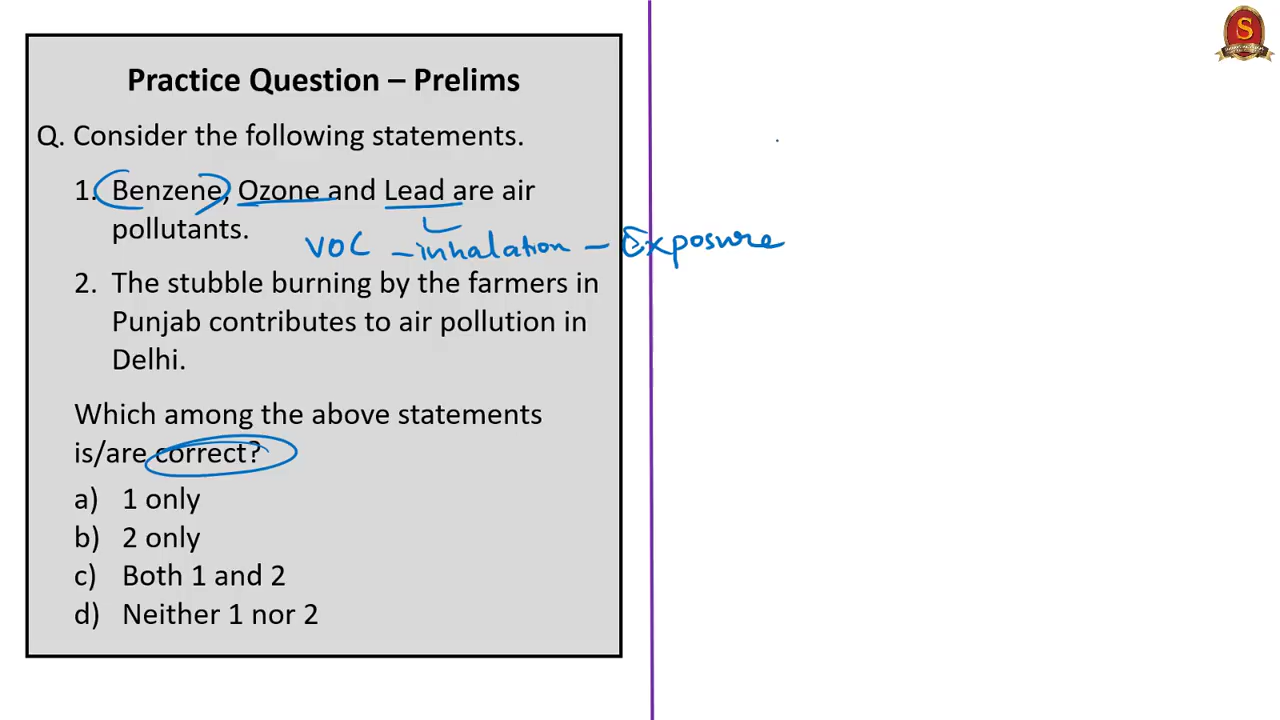 Practice Question – Prelims
Q. Consider the following statements.
1. Benzene, Ozone and Lead are air
pollutants.
VOC – inhalation – Exposure
2. The stubble burning by the farmers in
Punjab contributes to air pollution in
Delhi.
Which among the above statements
is/are correct?
a) 1 only
b) 2 only
c) Both 1 and 2
d) Neither 1 nor 2
S